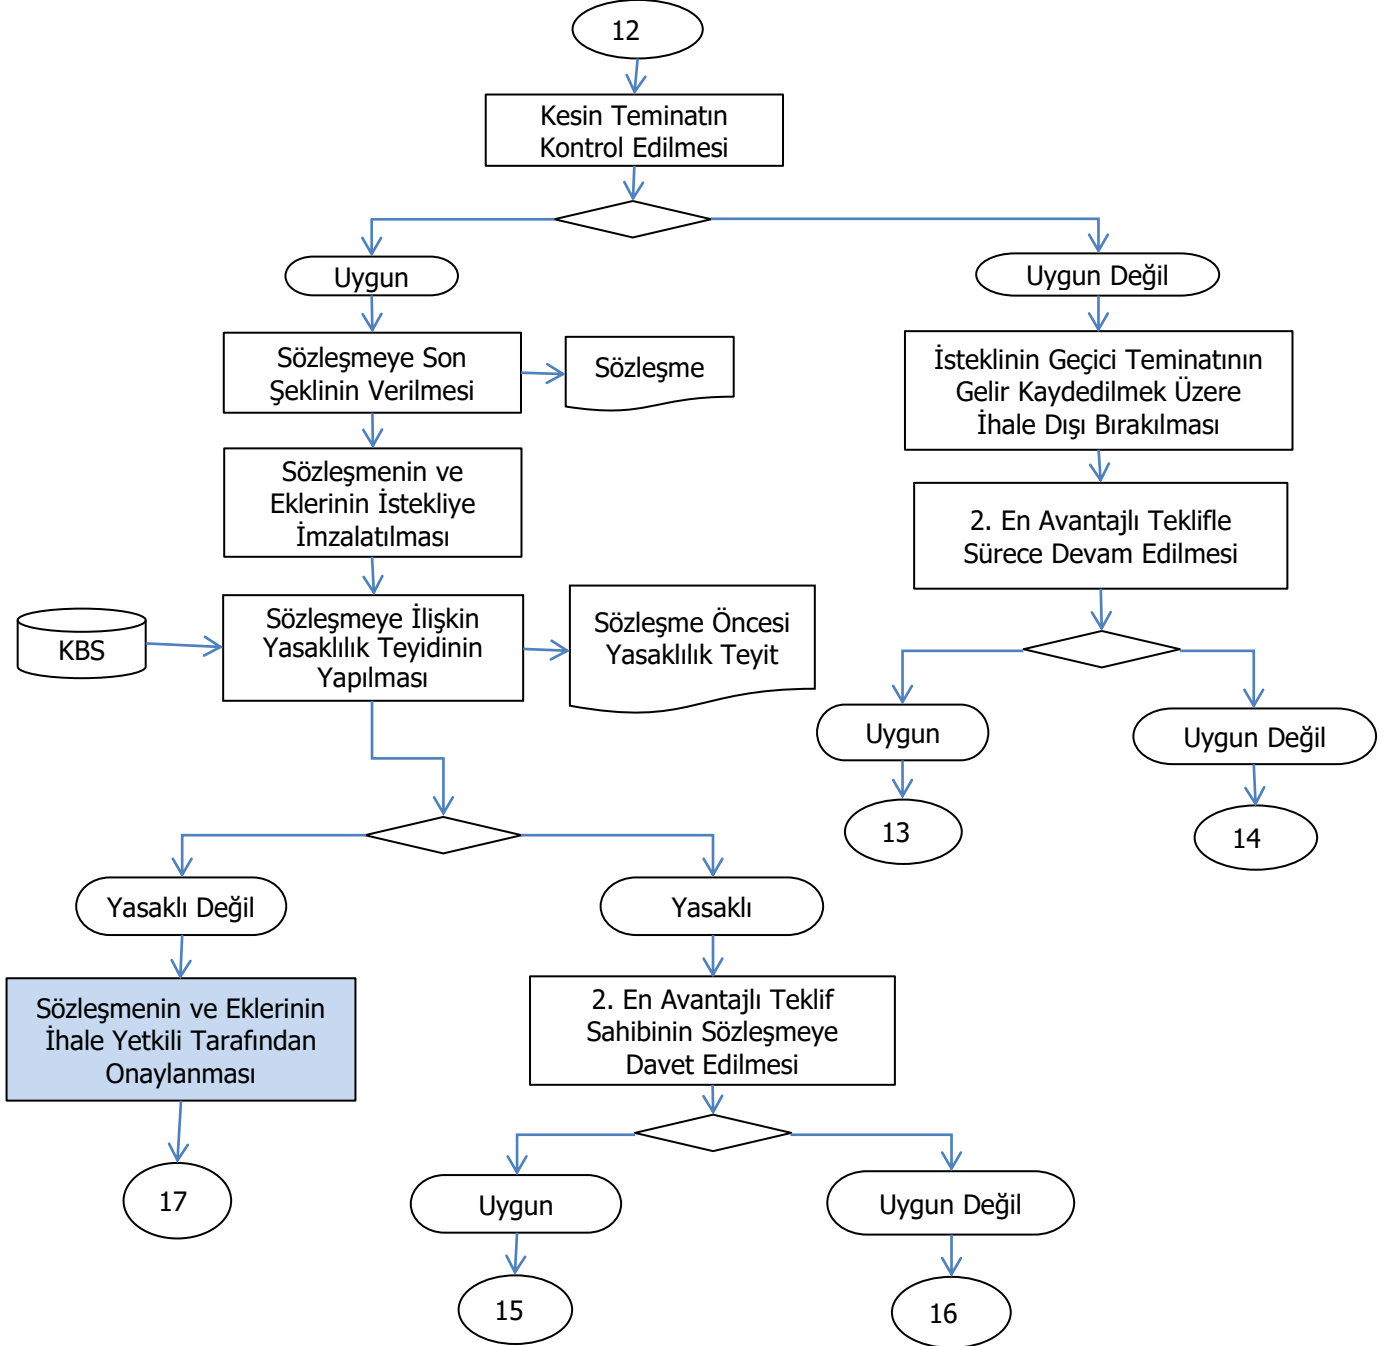 12
Kesin Teminatın
Kontrol Edilmesi
Uygun
Uygun Değil
Sözleşmeye Son
Şeklinin Verilmesi
Sözleşme
İsteklinin Geçici Teminatının
Gelir Kaydedilmek Üzere
İhale Dışı Bırakılması
Sözleşmenin ve
Eklerinin İstekliye
İmzalatılması
2. En Avantajlı Teklifle
Sürece Devam Edilmesi
KBS
Sözleşmeye İlişkin
Yasaklılık Teyidinin
Yapılması
Sözleşme Öncesi
Yasaklılık Teyit
Uygun
Uygun Değil
13
14
Yasaklı Değil
Yasaklı
Sözleşmenin ve Eklerinin
İhale Yetkili Tarafından
Onaylanması
2. En Avantajlı Teklif
Sahibinin Sözleşmeye
Davet Edilmesi
17
Uygun
Uygun Değil
15
16